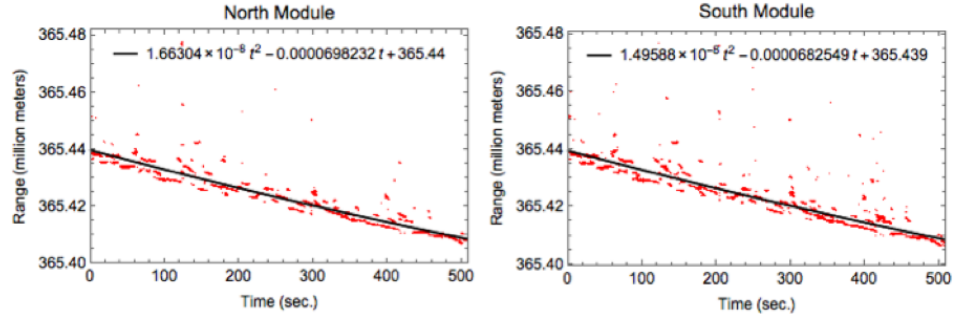 North Module
365.48
365.46
365.44
365.42
365.40
Range (million meters)
1.66304 × 10⁻⁸ t² − 0.0000698232 t + 365.44
0 100 200 300 400 500
Time (sec.)
South Module
365.48
365.46
365.44
365.42
365.40
Range (million meters)
1.49588 × 10⁻⁸ t² − 0.0000682549 t + 365.439
0 100 200 300 400 500
Time (sec.)